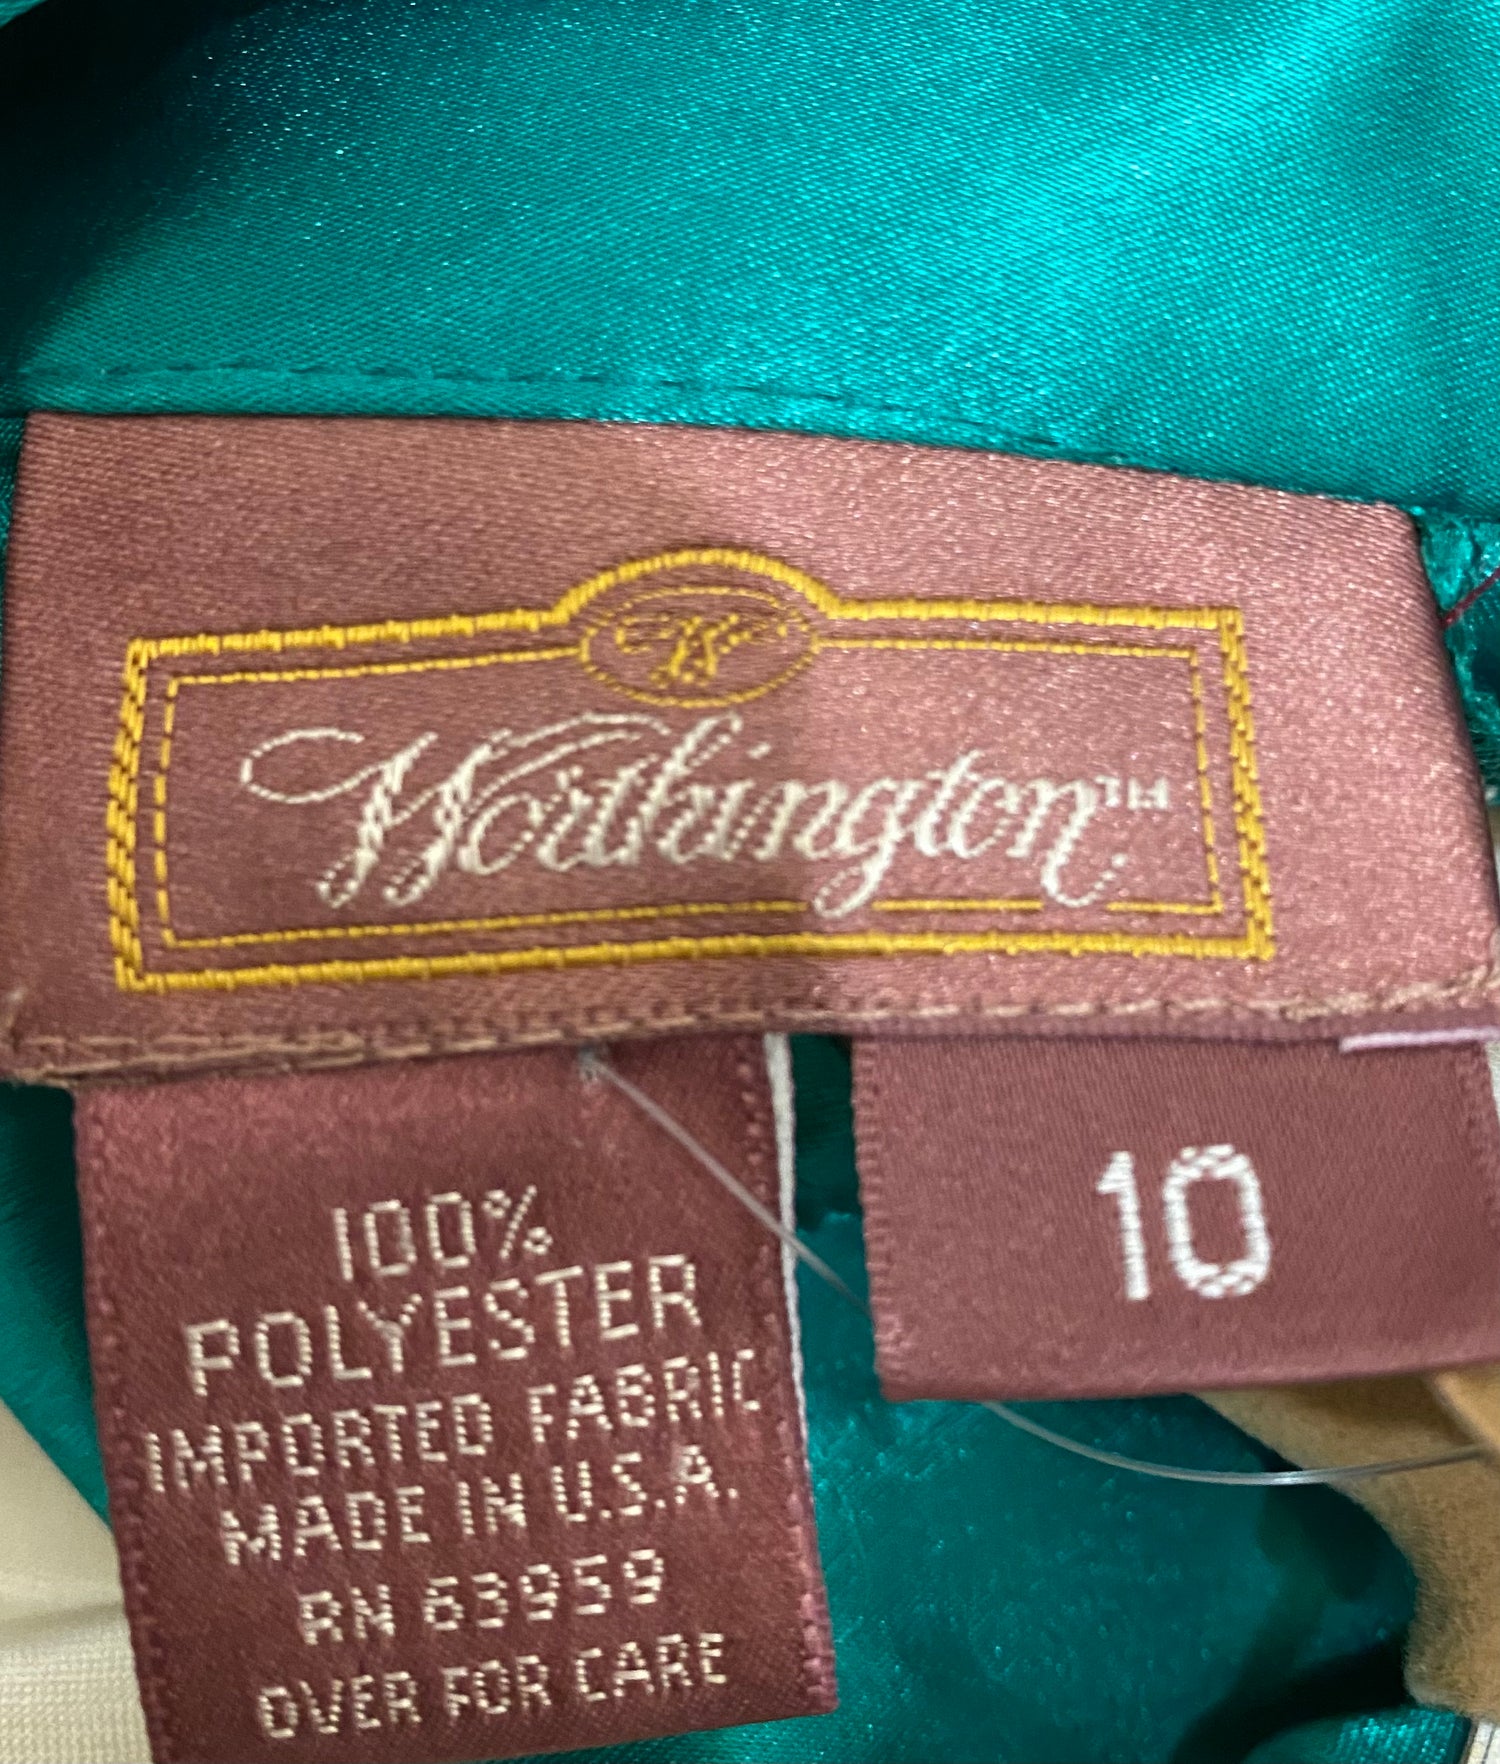 W
Worthington™
100%
POLYESTER
IMPORTED FABRIC
MADE IN U.S.A.
RN 63959
OVER FOR CARE
10